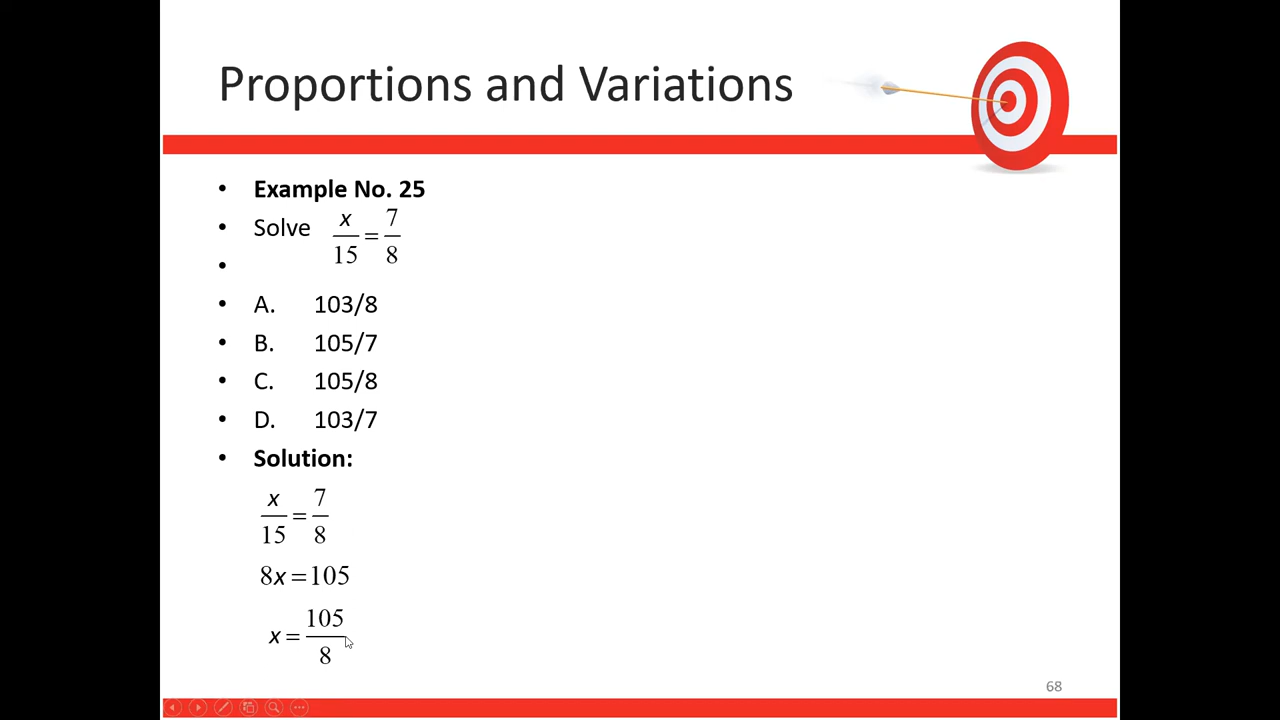 Proportions and Variations
• Example No. 25
• Solve x/15 = 7/8
•
• A. 103/8
• B. 105/7
• C. 105/8
• D. 103/7
• Solution:
x/15 = 7/8
8x = 105
x = 105/8
68